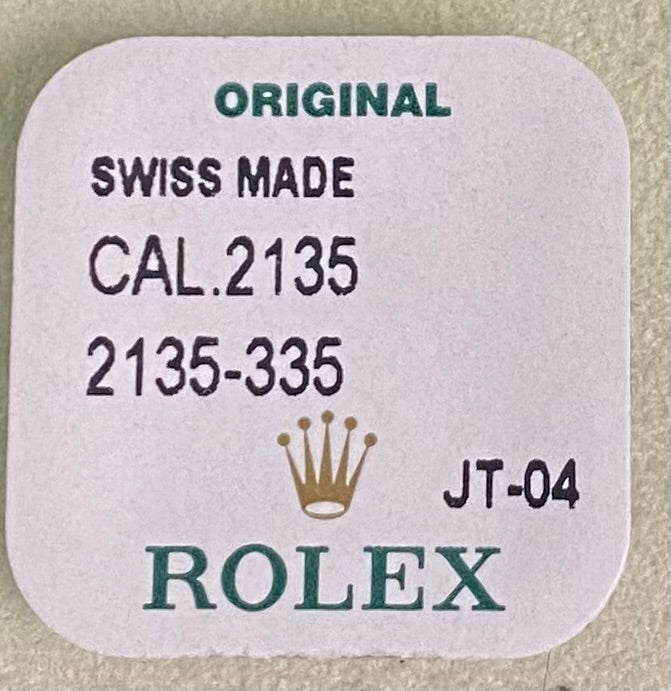 ORIGINAL
SWISS MADE
CAL.2135
2135-335
JT-04
ROLEX